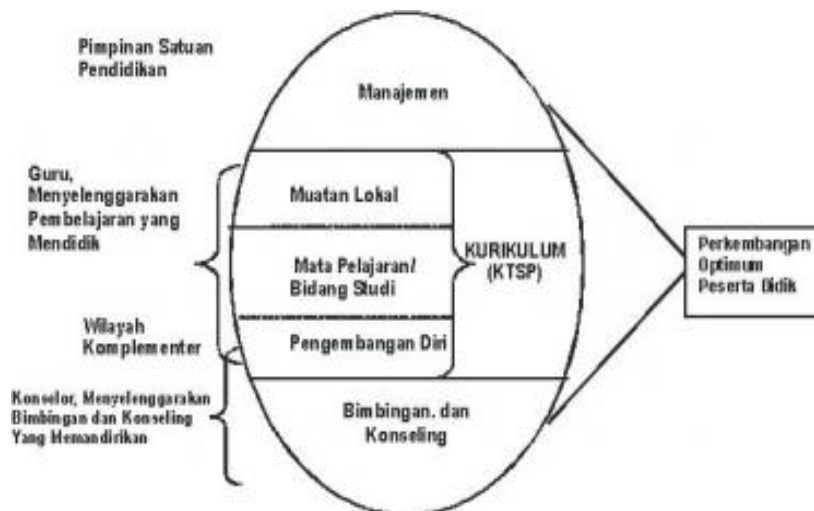 Pimpinan Satuan
Pendidikan
Manajemen
Guru,
Menyelenggarakan
Pembelajaran yang
Mendidik
Muatan Lokal
Mata Pelajaran/
Bidang Studi
KURIKULUM
(KTSP)
Perkembangan
Optimum
Peserta Didik
Wilayah
Komplementer
Pengembangan Diri
Konselor, Menyelenggarakan
Bimbingan dan Konseling
Yang Memandirikan
Bimbingan. dan
Konseling